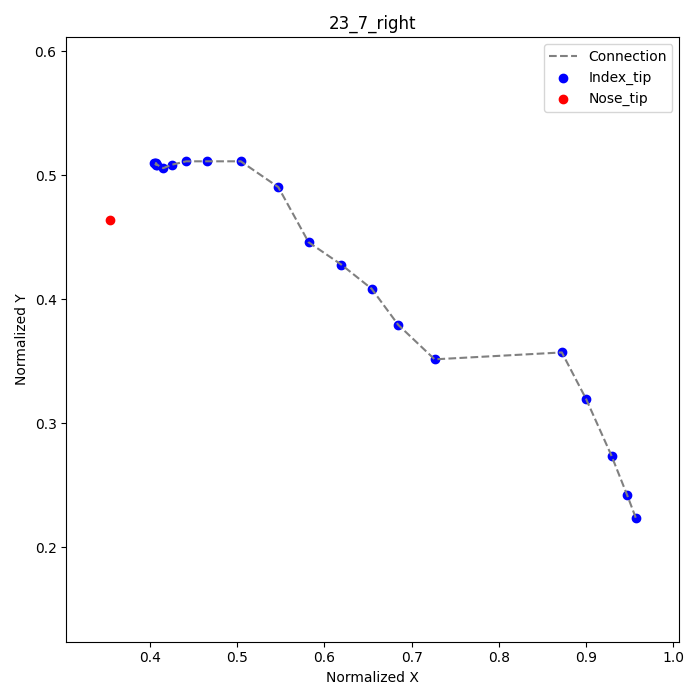 23_7_right
Connection
Index_tip
Nose_tip
0.6
0.5
0.4
0.3
0.2
Normalized Y
0.4 0.5 0.6 0.7 0.8 0.9 1.0
Normalized X